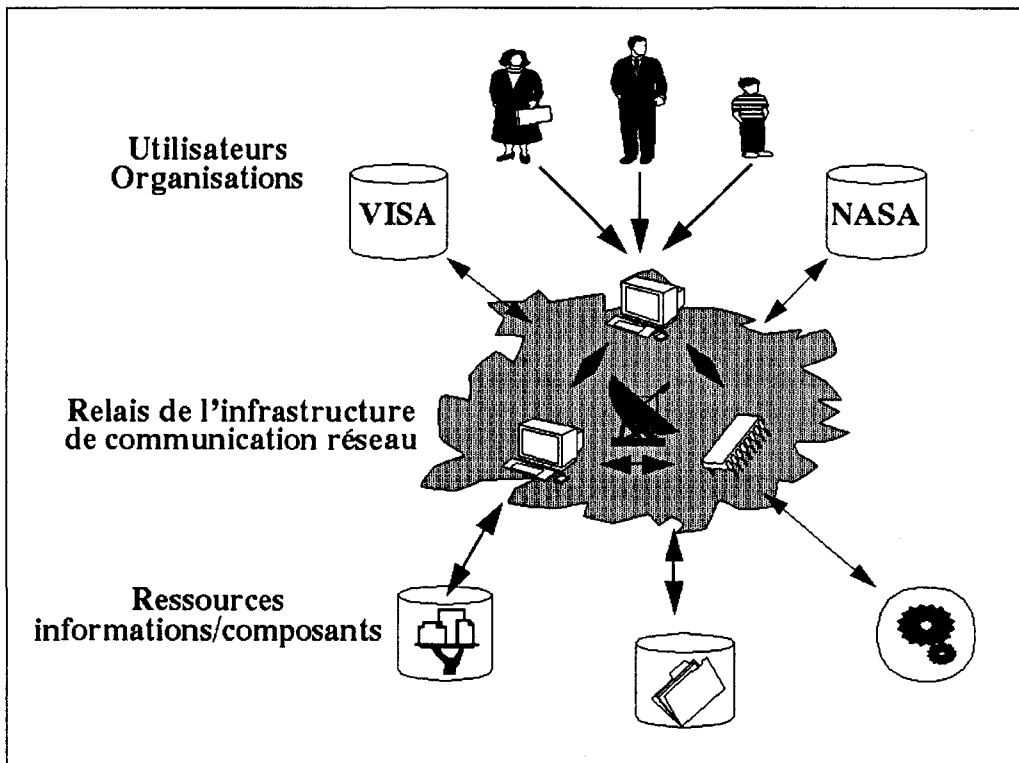 Utilisateurs
Organisations
VISA
NASA
Relais de l'infrastructure
de communication réseau
Ressources
informations/composants